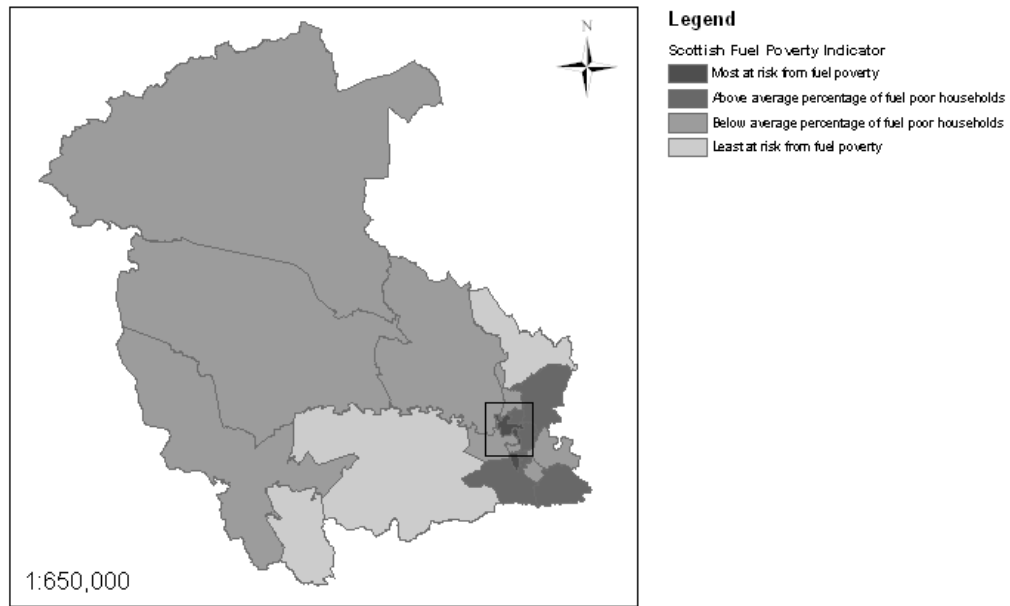 N
1:650,000
Legend
Scottish Fuel Poverty Indicator
Most at risk from fuel poverty
Above average percentage of fuel poor households
Below average percentage of fuel poor households
Least at risk from fuel poverty